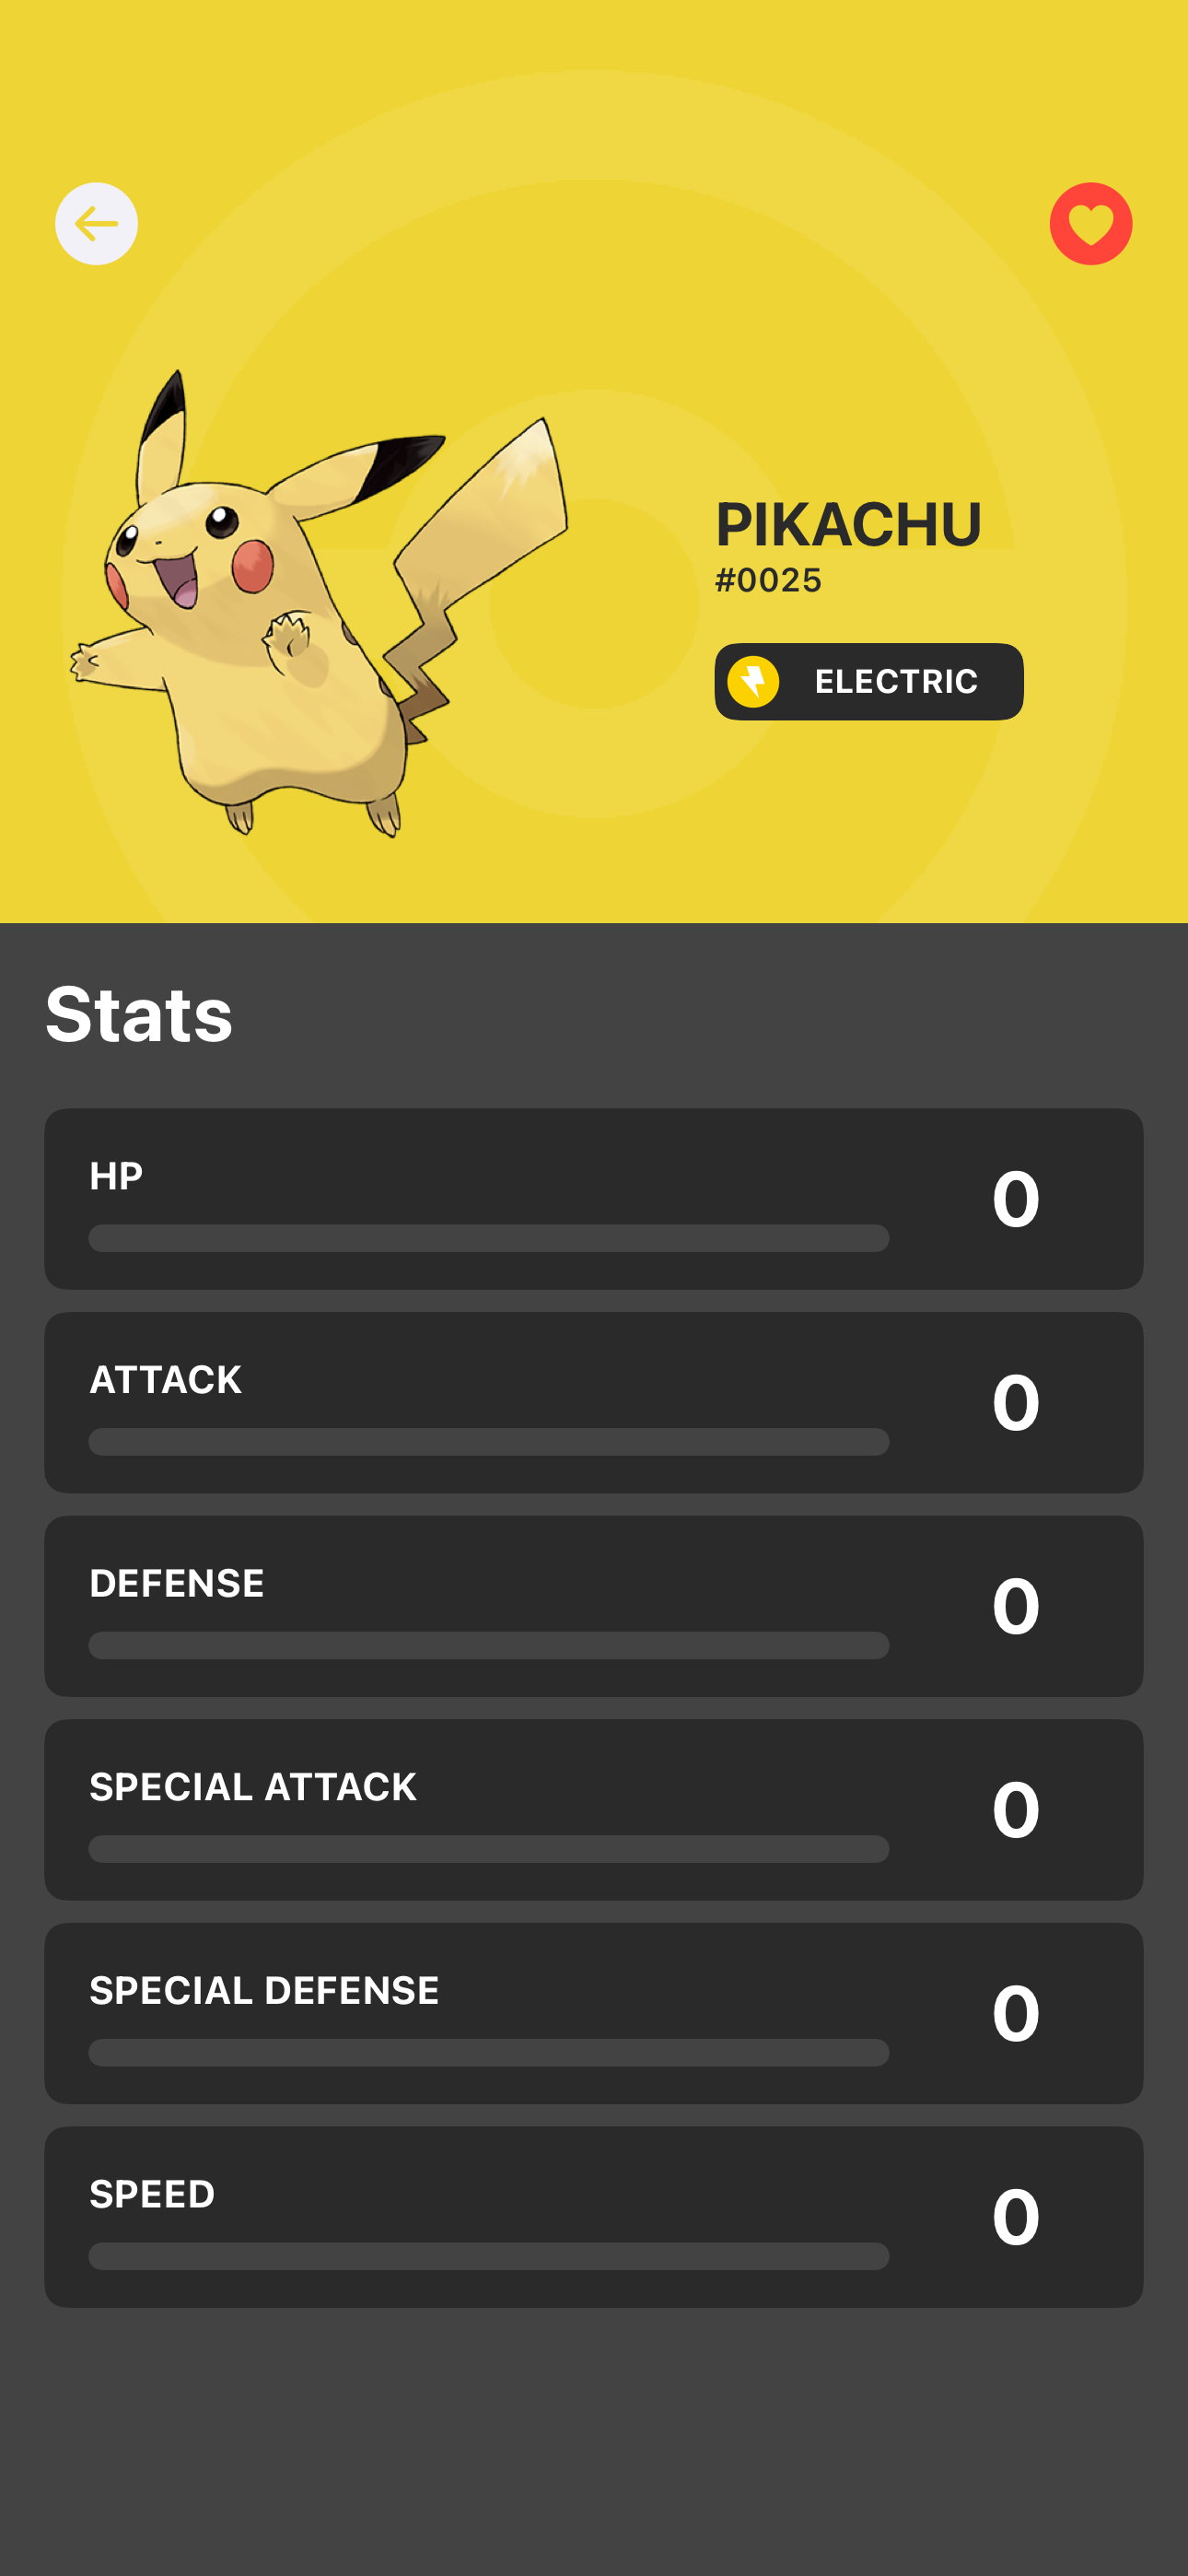 PIKACHU
#0025
ELECTRIC
Stats
HP
0
ATTACK
0
DEFENSE
0
SPECIAL ATTACK
0
SPECIAL DEFENSE
0
SPEED
0